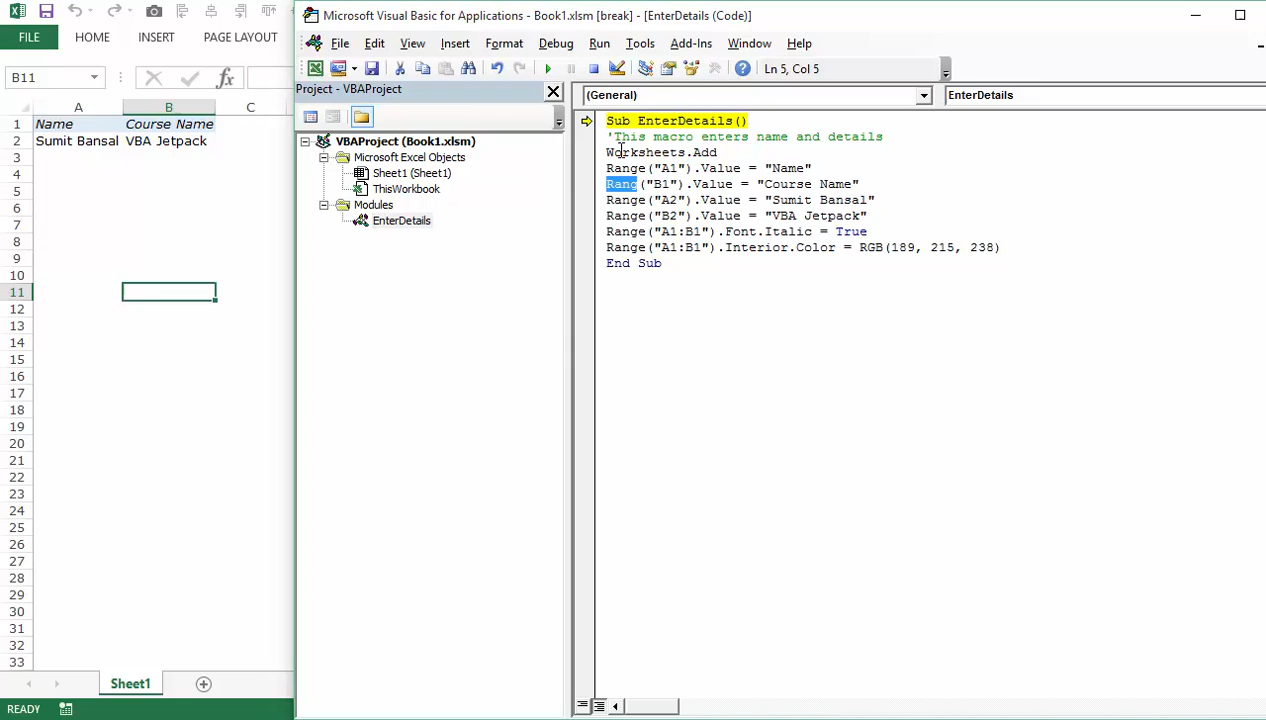 Microsoft Visual Basic for Applications - Book1.xlsm [break] - [EnterDetails (Code)]
FILE HOME INSERT PAGE LAYOUT
File Edit View Insert Format Debug Run Tools Add-Ins Window Help
B11
Ln 5, Col 5
Project - VBAProject
(General)
EnterDetails
A B C
1 Name Course Name
2 Sumit Bansal VBA Jetpack
3
4
5
6
7
8
9
10
11
12
13
14
15
16
17
18
19
20
21
22
23
24
25
26
27
28
29
30
31
32
33
VBAProject (Book1.xlsm)
Microsoft Excel Objects
Sheet1 (Sheet1)
ThisWorkbook
Modules
EnterDetails
Sub EnterDetails()
'This macro enters name and details
Worksheets.Add
Range("A1").Value = "Name"
Rang("B1").Value = "Course Name"
Range("A2").Value = "Sumit Bansal"
Range("B2").Value = "VBA Jetpack"
Range("A1:B1").Font.Italic = True
Range("A1:B1").Interior.Color = RGB(189, 215, 238)
End Sub
Sheet1
READY